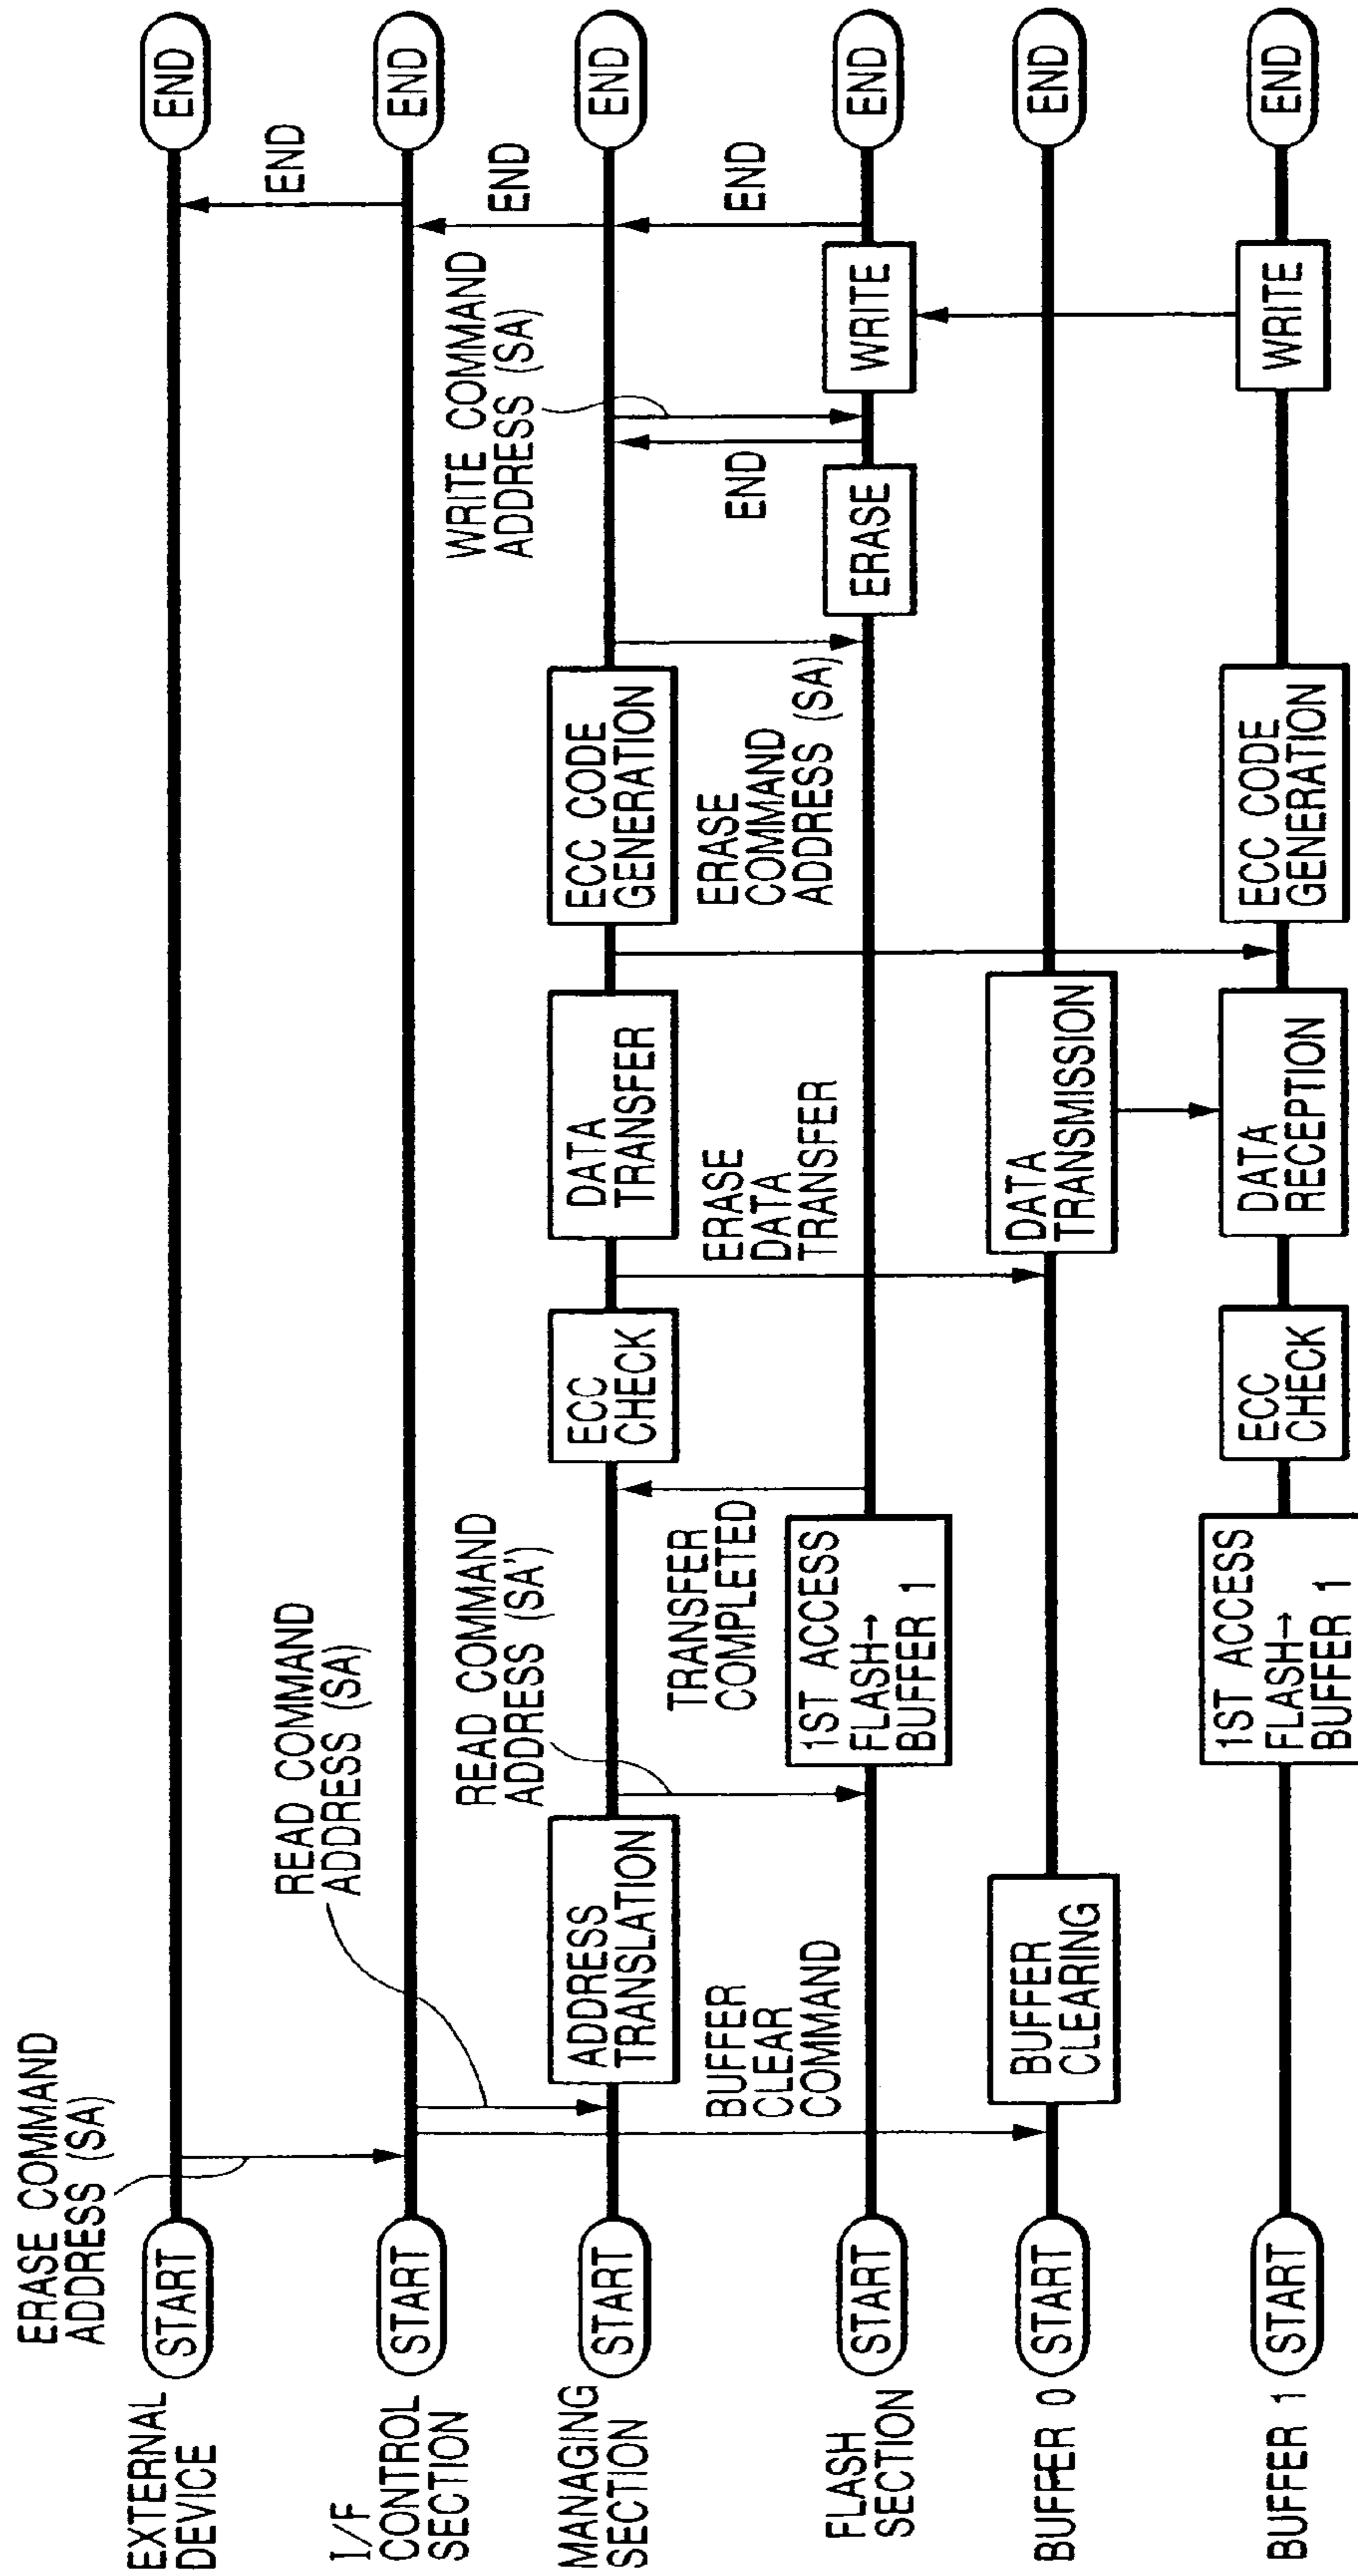 EXTERNAL
DEVICE
START
ERASE COMMAND
ADDRESS (SA)
END
END
I/F
CONTROL
SECTION
START
READ COMMAND
ADDRESS (SA)
END
END
MANAGING
SECTION
START
ADDRESS
TRANSLATION
READ COMMAND
ADDRESS (SA')
ECC
CHECK
DATA
TRANSFER
ECC CODE
GENERATION
WRITE COMMAND
ADDRESS (SA)
END
END
BUFFER
CLEAR
COMMAND
TRANSFER
COMPLETED
ERASE
DATA
TRANSFER
ERASE
COMMAND
ADDRESS (SA)
END
FLASH
SECTION
START
1ST ACCESS
FLASH→
BUFFER 1
ERASE
WRITE
END
BUFFER 0
START
BUFFER
CLEARING
DATA
TRANSMISSION
END
BUFFER 1
START
1ST ACCESS
FLASH→
BUFFER 1
ECC
CHECK
DATA
RECEPTION
ECC CODE
GENERATION
WRITE
END